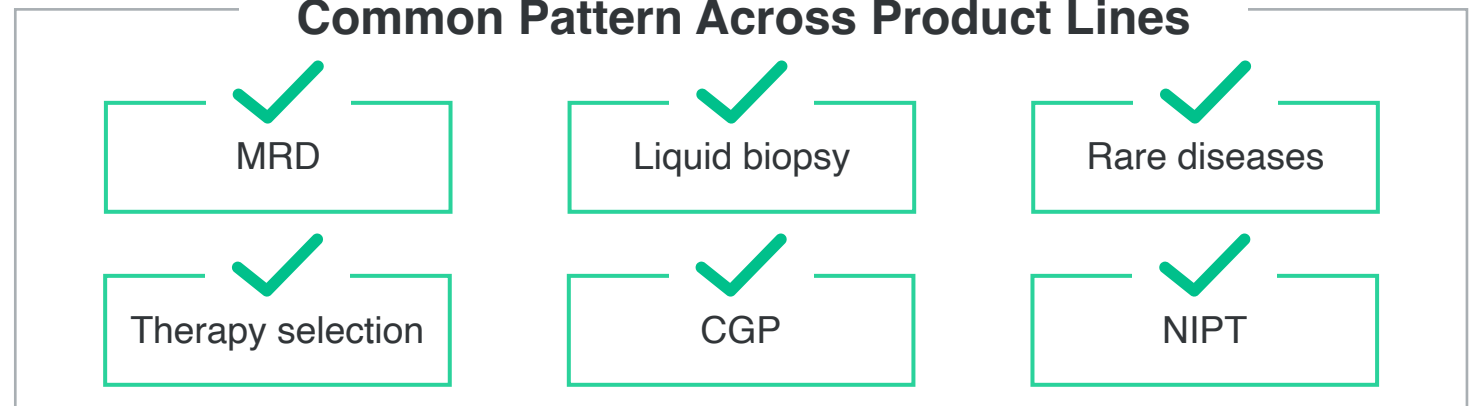 Common Pattern Across Product Lines
MRD
Liquid biopsy
Rare diseases
Therapy selection
CGP
NIPT